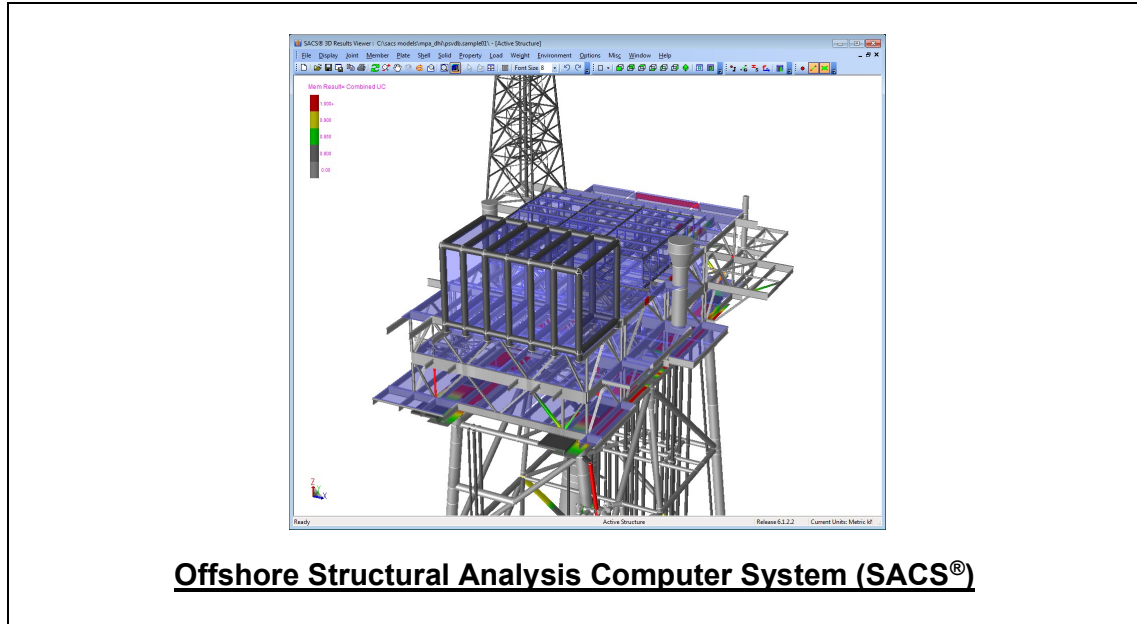 SACS® 3D Results Viewer: C:\sacs models\mpa_dhl\psvdb.sample01\ - [Active Structure]
File Display Joint Member Plate Shell Solid Property Load Weight Environment Options Misc Window Help
Font Size 8
Mem Result= Combined UC
1.000+
0.00
Z
Y
X
Ready Active Structure Release 6.1.2.2 Current Units: Metric kf
Offshore Structural Analysis Computer System (SACS®)